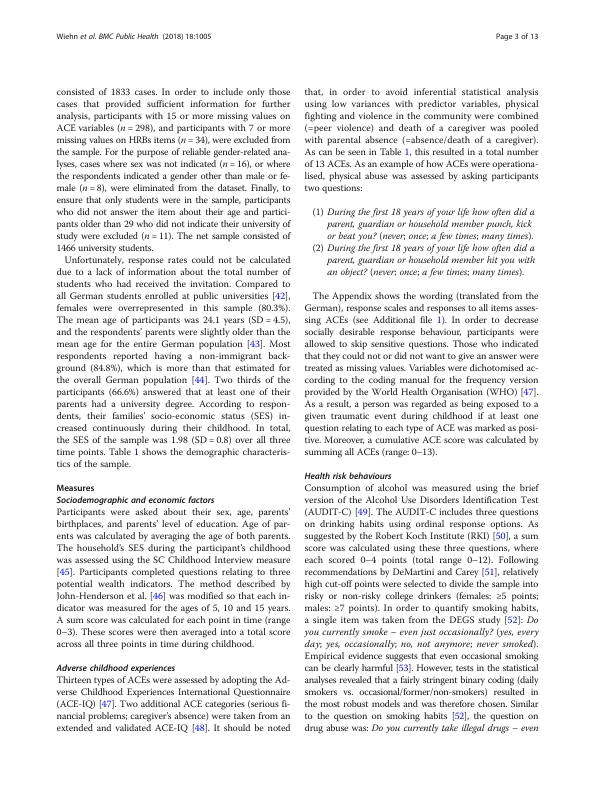 Wiehn et al. BMC Public Health (2018) 18:1005
Page 3 of 13
consisted of 1833 cases. In order to include only those
cases that provided sufficient information for further
analysis, participants with 15 or more missing values on
ACE variables (n = 298), and participants with 7 or more
missing values on HRBs items (n = 34), were excluded from
the sample. For the purpose of reliable gender-related ana-
lyses, cases where sex was not indicated (n = 16), or where
the respondents indicated a gender other than male or fe-
male (n = 8), were eliminated from the dataset. Finally, to
ensure that only students were in the sample, participants
who did not answer the item about their age and partici-
pants older than 29 who did not indicate their university of
study were excluded (n = 11). The net sample consisted of
1466 university students.
Unfortunately, response rates could not be calculated
due to a lack of information about the total number of
students who had received the invitation. Compared to
all German students enrolled at public universities [42],
females were overrepresented in this sample (80.3%).
The mean age of participants was 24.1 years (SD = 4.5),
and the respondents' parents were slightly older than the
mean age for the entire German population [43]. Most
respondents reported having a non-immigrant back-
ground (84.8%), which is more than that estimated for
the overall German population [44]. Two thirds of the
participants (66.6%) answered that at least one of their
parents had a university degree. According to respon-
dents, their families' socio-economic status (SES) in-
creased continuously during their childhood. In total,
the SES of the sample was 1.98 (SD = 0.8) over all three
time points. Table 1 shows the demographic characteris-
tics of the sample.
Measures
Sociodemographic and economic factors
Participants were asked about their sex, age, parents'
birthplaces, and parents' level of education. Age of par-
ents was calculated by averaging the age of both parents.
The household's SES during the participant's childhood
was assessed using the SC Childhood Interview measure
[45]. Participants completed questions relating to three
potential wealth indicators. The method described by
John-Henderson et al. [46] was modified so that each in-
dicator was measured for the ages of 5, 10 and 15 years.
A sum score was calculated for each point in time (range
0–3). These scores were then averaged into a total score
across all three points in time during childhood.
Adverse childhood experiences
Thirteen types of ACEs were assessed by adopting the Ad-
verse Childhood Experiences International Questionnaire
(ACE-IQ) [47]. Two additional ACE categories (serious fi-
nancial problems; caregiver's absence) were taken from an
extended and validated ACE-IQ [48]. It should be noted
that, in order to avoid inferential statistical analysis
using low variances with predictor variables, physical
fighting and violence in the community were combined
(=peer violence) and death of a caregiver was pooled
with parental absence (=absence/death of a caregiver).
As can be seen in Table 1, this resulted in a total number
of 13 ACEs. As an example of how ACEs were operationa-
lised, physical abuse was assessed by asking participants
two questions:
(1) During the first 18 years of your life how often did a
parent, guardian or household member punch, kick
or beat you? (never; once; a few times; many times)
(2) During the first 18 years of your life how often did a
parent, guardian or household member hit you with
an object? (never; once; a few times; many times).
The Appendix shows the wording (translated from the
German), response scales and responses to all items asses-
sing ACEs (see Additional file 1). In order to decrease
socially desirable response behaviour, participants were
allowed to skip sensitive questions. Those who indicated
that they could not or did not want to give an answer were
treated as missing values. Variables were dichotomised ac-
cording to the coding manual for the frequency version
provided by the World Health Organisation (WHO) [47].
As a result, a person was regarded as being exposed to a
given traumatic event during childhood if at least one
question relating to each type of ACE was marked as posi-
tive. Moreover, a cumulative ACE score was calculated by
summing all ACEs (range: 0–13).
Health risk behaviours
Consumption of alcohol was measured using the brief
version of the Alcohol Use Disorders Identification Test
(AUDIT-C) [49]. The AUDIT-C includes three questions
on drinking habits using ordinal response options. As
suggested by the Robert Koch Institute (RKI) [50], a sum
score was calculated using these three questions, where
each scored 0–4 points (total range 0–12). Following
recommendations by DeMartini and Carey [51], relatively
high cut-off points were selected to divide the sample into
risky or non-risky college drinkers (females: ≥5 points;
males: ≥7 points). In order to quantify smoking habits,
a single item was taken from the DEGS study [52]: Do
you currently smoke – even just occasionally? (yes, every
day; yes, occasionally; no, not anymore; never smoked).
Empirical evidence suggests that even occasional smoking
can be clearly harmful [53]. However, tests in the statistical
analyses revealed that a fairly stringent binary coding (daily
smokers vs. occasional/former/non-smokers) resulted in
the most robust models and was therefore chosen. Similar
to the question on smoking habits [52], the question on
drug abuse was: Do you currently take illegal drugs – even